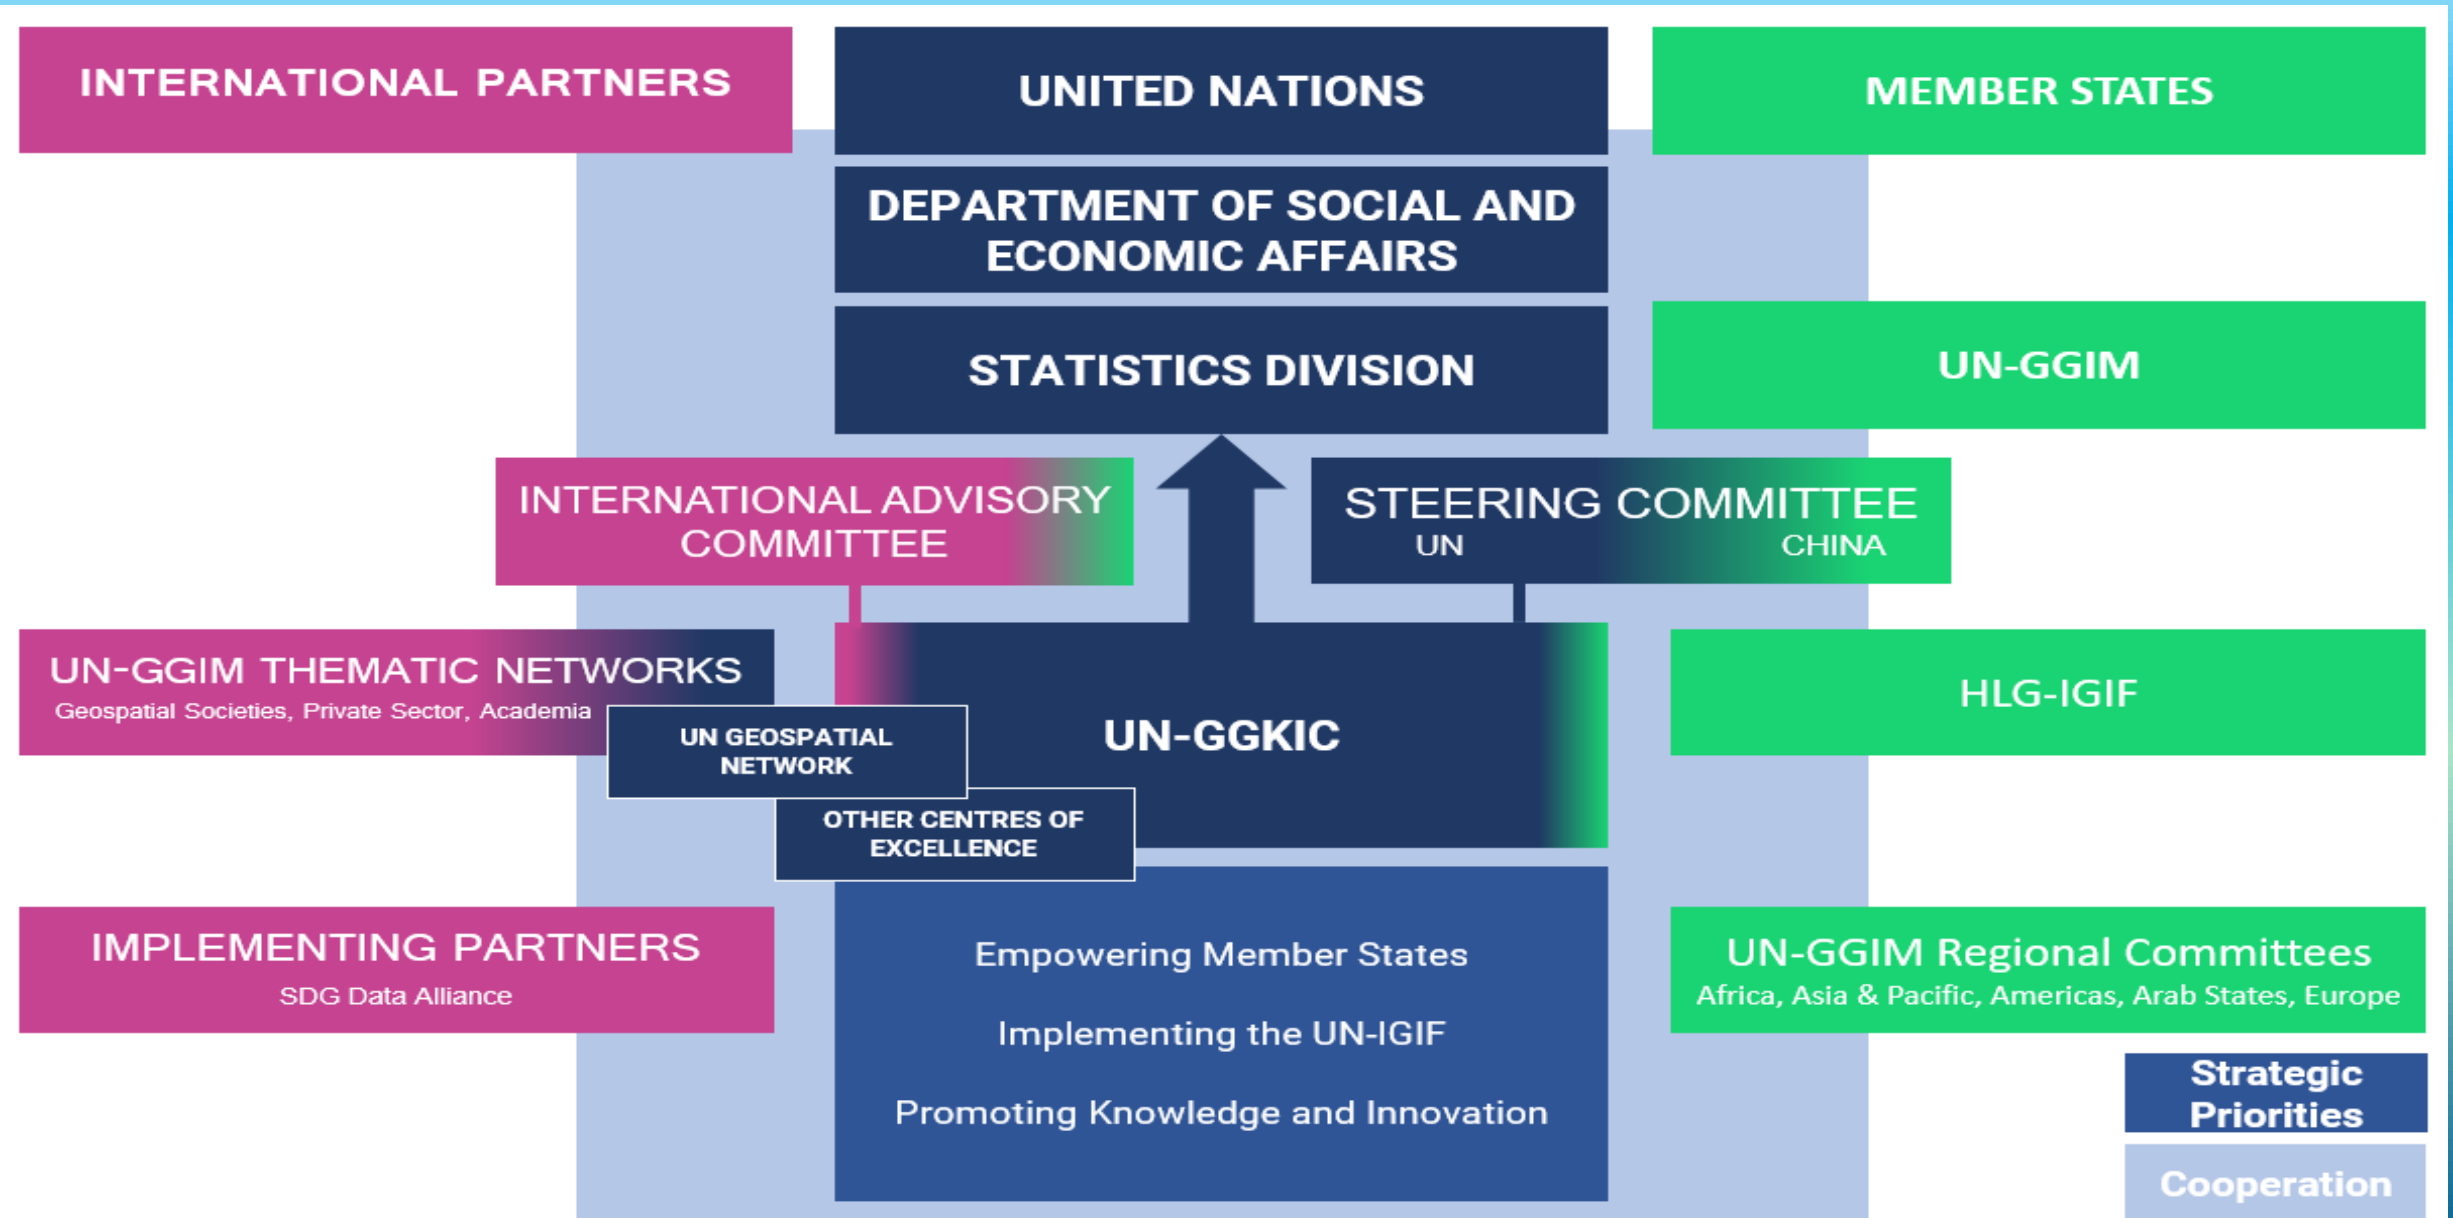 INTERNATIONAL PARTNERS
UNITED NATIONS
MEMBER STATES
DEPARTMENT OF SOCIAL AND
ECONOMIC AFFAIRS
STATISTICS DIVISION
UN-GGIM
INTERNATIONAL ADVISORY
COMMITTEE
STEERING COMMITTEE
UN CHINA
UN-GGIM THEMATIC NETWORKS
Geospatial Societies, Private Sector, Academia
UN GEOSPATIAL
NETWORK
UN-GGKIC
HLG-IGIF
OTHER CENTRES OF
EXCELLENCE
IMPLEMENTING PARTNERS
SDG Data Alliance
Empowering Member States
Implementing the UN-IGIF
Promoting Knowledge and Innovation
UN-GGIM Regional Committees
Africa, Asia & Pacific, Americas, Arab States, Europe
Strategic
Priorities
Cooperation